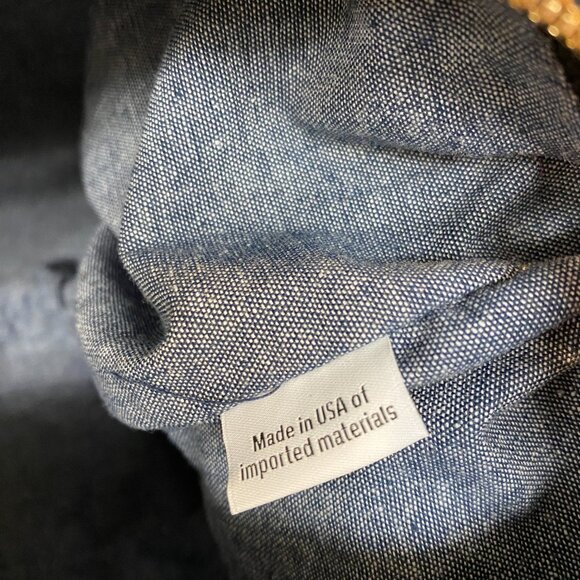 Made in USA of
imported materials